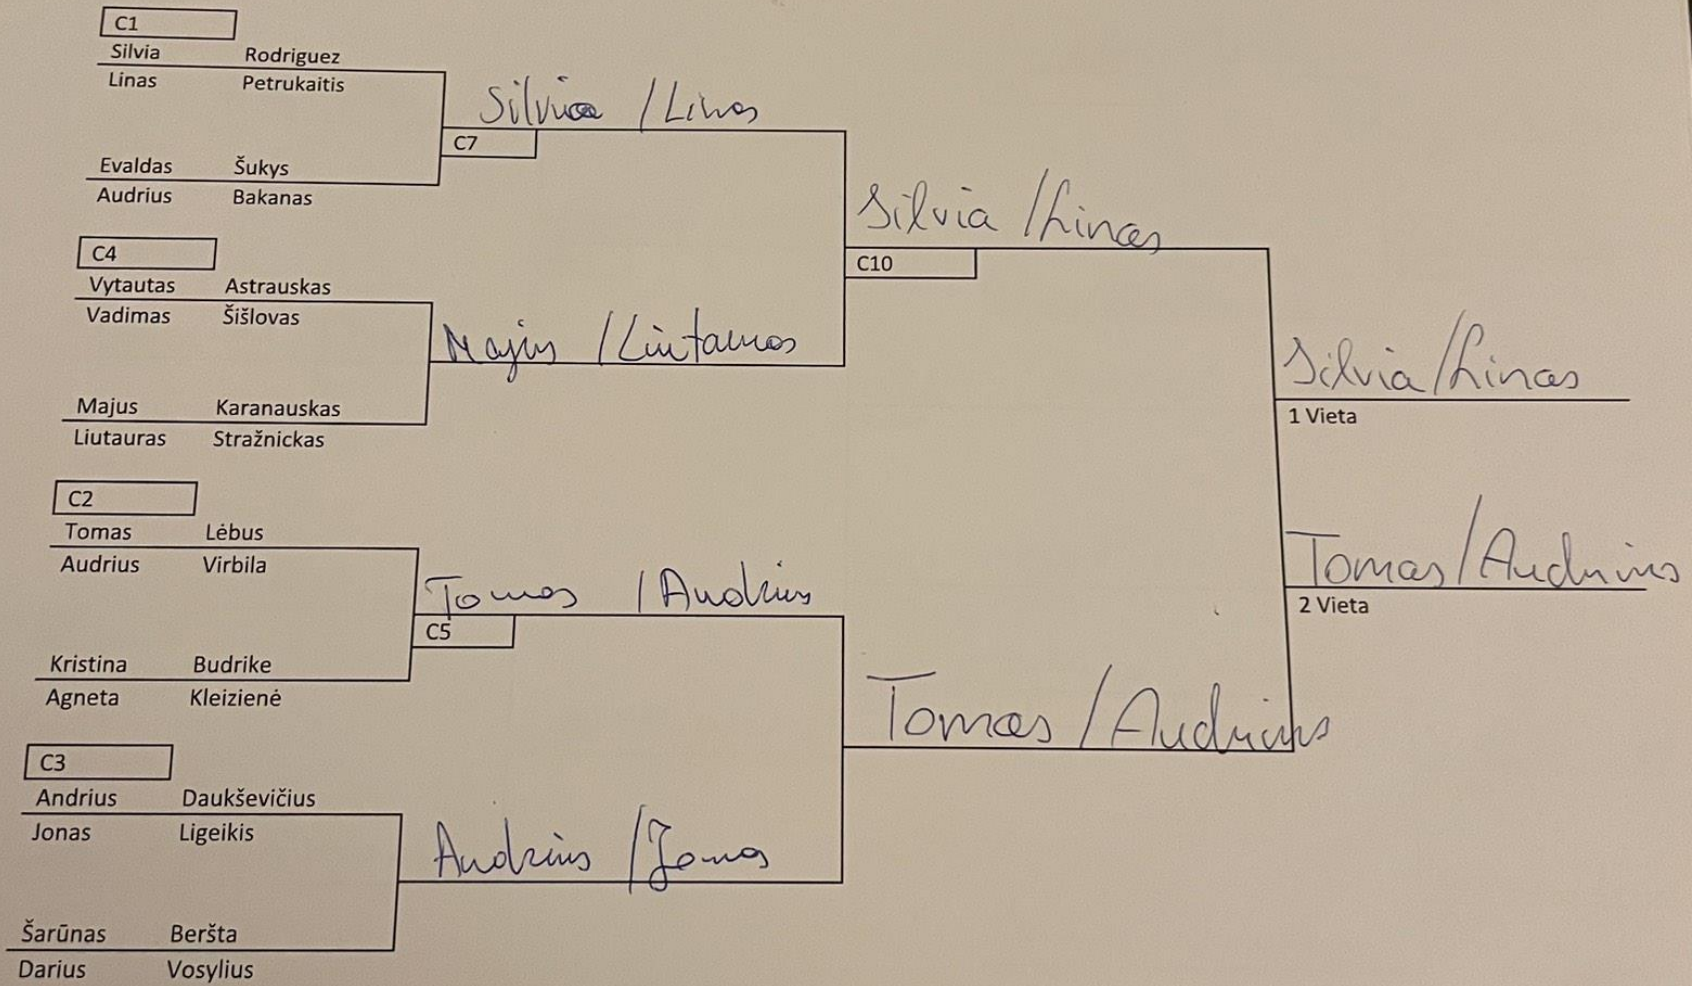 C1
Silvia Rodriguez
Linas Petrukaitis
Silvia / Linas
C7
Evaldas Šukys
Audrius Bakanas
Silvia / Linas
C10
C4
Vytautas Astrauskas
Vadimas Šišlovas
Majus / Liutauras
Majus Karanauskas
Liutauras Stražnickas
Silvia / Linas
1 Vieta
C2
Tomas Lėbus
Audrius Virbila
Tomas / Audrius
C5
Kristina Budrike
Agneta Kleizienė
Tomas / Audrius
2 Vieta
Tomas / Audrius
C3
Andrius Daukševičius
Jonas Ligeikis
Andrius / Jonas
Šarūnas Beršta
Darius Vosylius